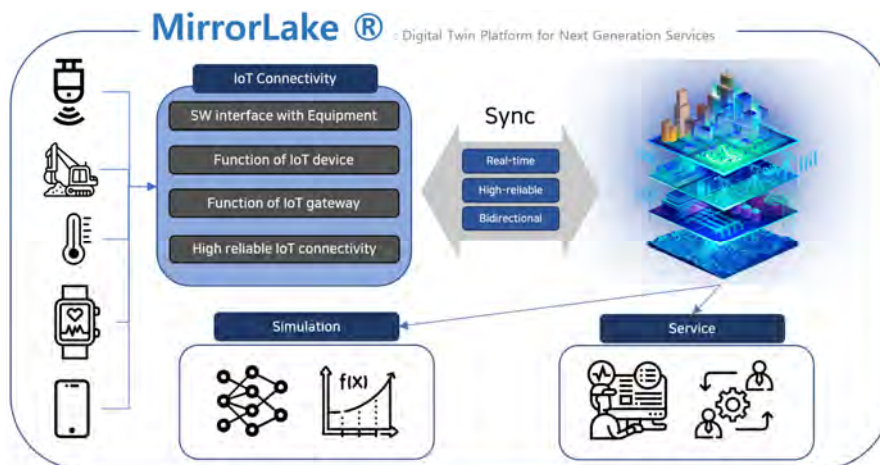 MirrorLake ® : Digital Twin Platform for Next Generation Services
IoT Connectivity
SW interface with Equipment
Function of IoT device
Function of IoT gateway
High reliable IoT connectivity
Sync
Real-time
High-reliable
Bidirectional
Simulation
f(x)
Service